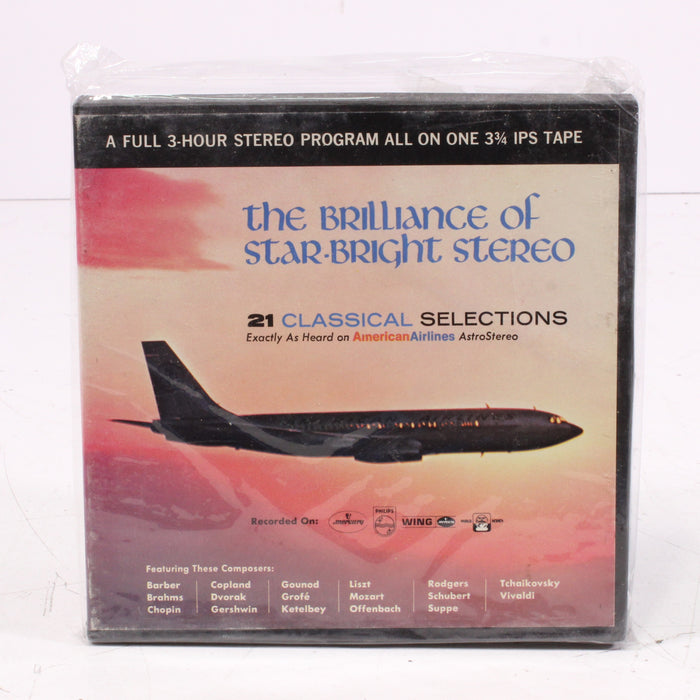 A FULL 3-HOUR STEREO PROGRAM ALL ON ONE 3¾ IPS TAPE
the BRILLIANCE OF
STAR-BRIGHT STEREO
21 CLASSICAL SELECTIONS
Exactly As Heard on AmericanAirlines AstroStereo
Recorded On: mercury PHILIPS WING
Featuring These Composers:
Barber Copland Gounod Liszt Rodgers Tchaikovsky
Brahms Dvorak Grofé Mozart Schubert Vivaldi
Chopin Gershwin Ketelbey Offenbach Suppe